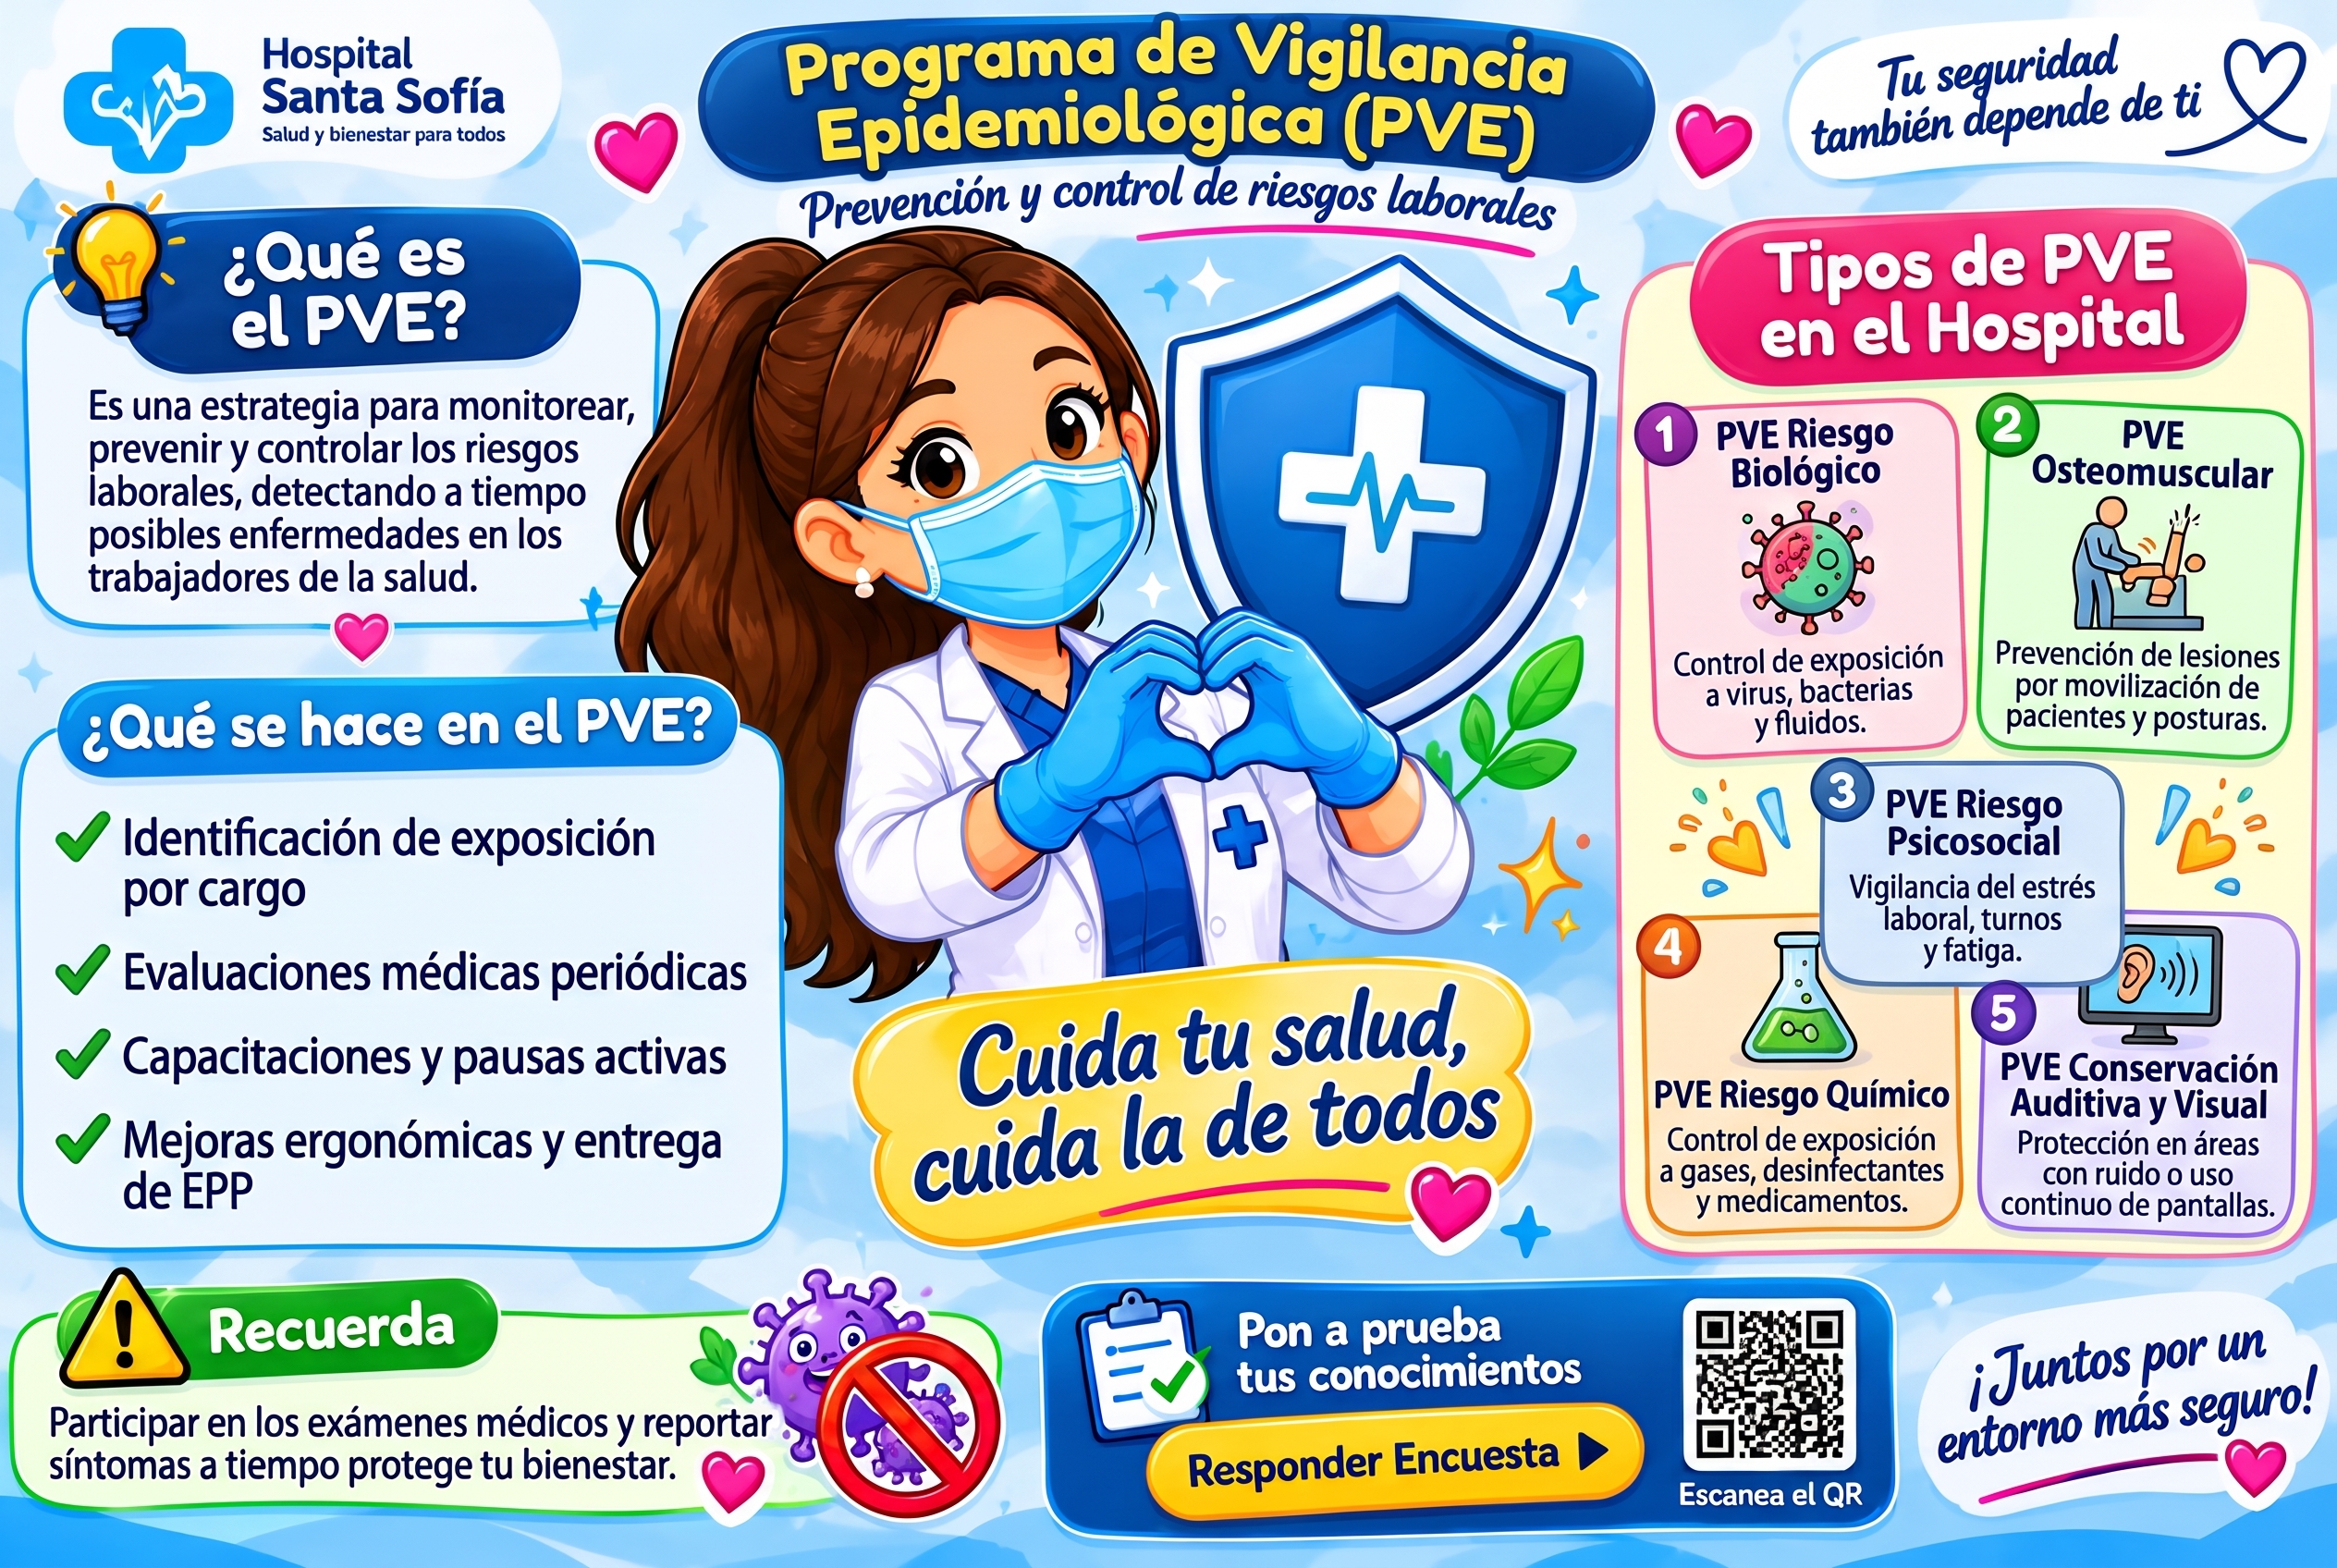 Hospital
Santa Sofía
Salud y bienestar para todos
Programa de Vigilancia
Epidemiológica (PVE)
Prevención y control de riesgos laborales
Tu seguridad
también depende de ti
¿Qué es
el PVE?
Es una estrategia para monitorear,
prevenir y controlar los riesgos
laborales, detectando a tiempo
posibles enfermedades en los
trabajadores de la salud.
¿Qué se hace en el PVE?
Identificación de exposición
por cargo
Evaluaciones médicas periódicas
Capacitaciones y pausas activas
Mejoras ergonómicas y entrega
de EPP
Cuida tu salud,
cuida la de todos
Tipos de PVE
en el Hospital
1
PVE Riesgo
Biológico
Control de exposición
a virus, bacterias
y fluidos.
2
PVE
Osteomuscular
Prevención de lesiones
por movilización de
pacientes y posturas.
3
PVE Riesgo
Psicosocial
Vigilancia del estrés
laboral, turnos
y fatiga.
4
PVE Riesgo Químico
Control de exposición
a gases, desinfectantes
y medicamentos.
5
PVE Conservación
Auditiva y Visual
Protección en áreas
con ruido o uso
continuo de pantallas.
Recuerda
Participar en los exámenes médicos y reportar
síntomas a tiempo protege tu bienestar.
Pon a prueba
tus conocimientos
Responder Encuesta
Escanea el QR
¡Juntos por un
entorno más seguro!